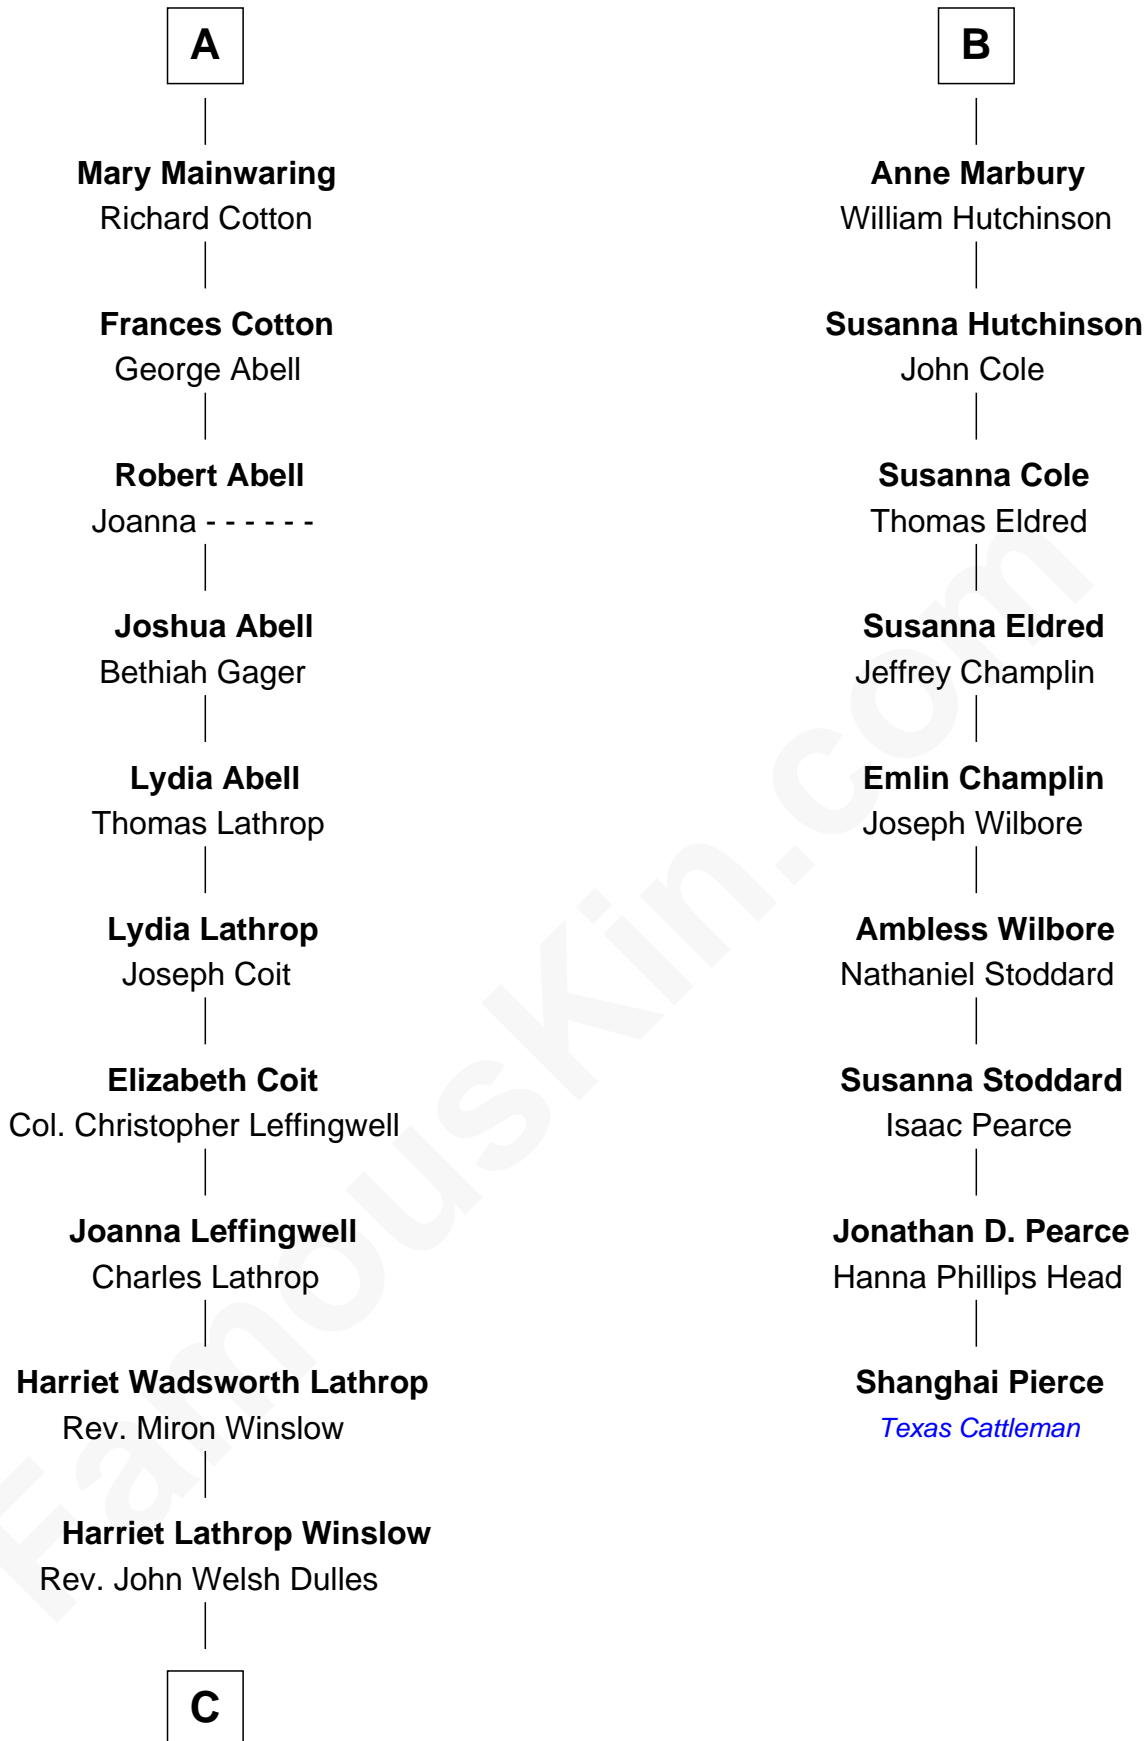 A
Mary Mainwaring
Richard Cotton
Frances Cotton
George Abell
Robert Abell
Joanna - - - - - -
Joshua Abell
Bethiah Gager
Lydia Abell
Thomas Lathrop
Lydia Lathrop
Joseph Coit
Elizabeth Coit
Col. Christopher Leffingwell
Joanna Leffingwell
Charles Lathrop
Harriet Wadsworth Lathrop
Rev. Miron Winslow
Harriet Lathrop Winslow
Rev. John Welsh Dulles
C
B
Anne Marbury
William Hutchinson
Susanna Hutchinson
John Cole
Susanna Cole
Thomas Eldred
Susanna Eldred
Jeffrey Champlin
Emlin Champlin
Joseph Wilbore
Ambless Wilbore
Nathaniel Stoddard
Susanna Stoddard
Isaac Pearce
Jonathan D. Pearce
Hanna Phillips Head
Shanghai Pierce
Texas Cattleman
FamousKin.com